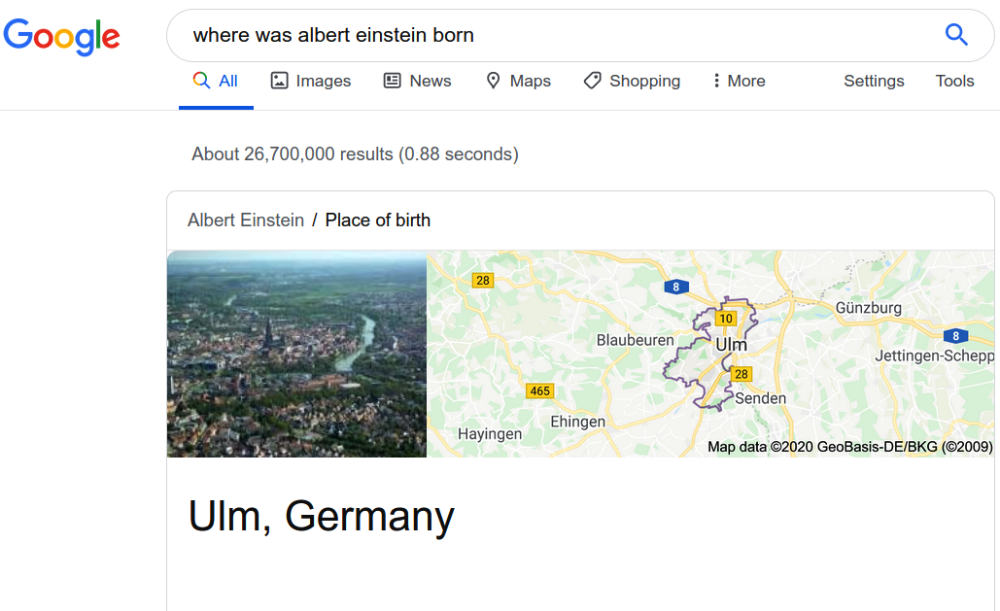 Google
where was albert einstein born
All Images News Maps Shopping More Settings Tools
About 26,700,000 results (0.88 seconds)
Albert Einstein / Place of birth
28
8
10
Günzburg
8
Blaubeuren
Ulm
Jettingen-Schepp
28
465
Senden
Ehingen
Hayingen
Map data ©2020 GeoBasis-DE/BKG (©2009)
Ulm, Germany